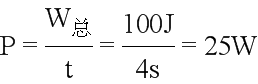 P = W总/t = 100J/4s = 25W